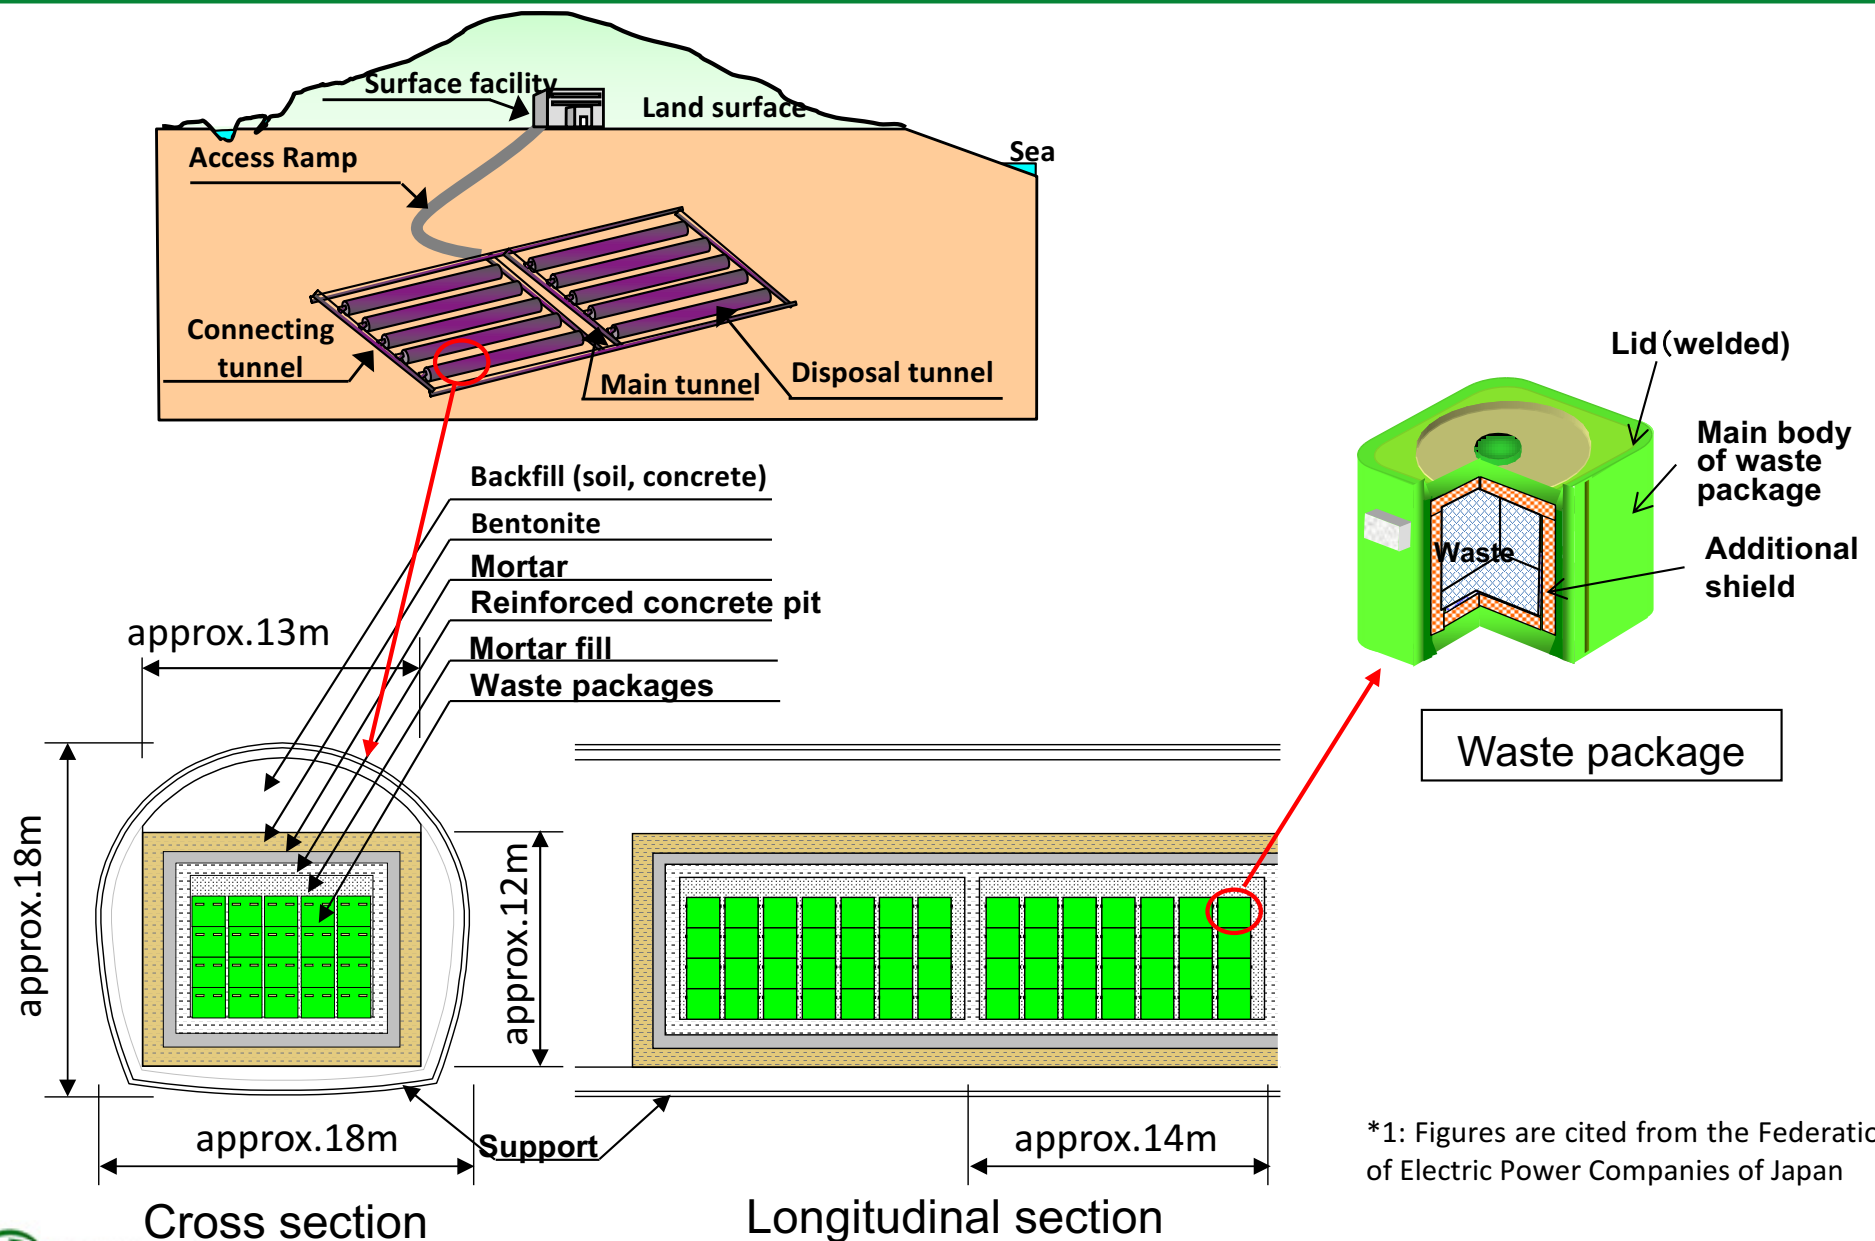 Surface facility
Land surface
Access Ramp
Sea
Connecting
tunnel
Main tunnel
Disposal tunnel
Lid（welded）
Main body
of waste
package
Waste
Additional
shield
Waste package
Backfill (soil, concrete)
Bentonite
Mortar
Reinforced concrete pit
Mortar fill
Waste packages
approx.13m
approx.18m
approx.12m
approx.18m
Support
approx.14m
Cross section
Longitudinal section
*1: Figures are cited from the Federatio
of Electric Power Companies of Japan